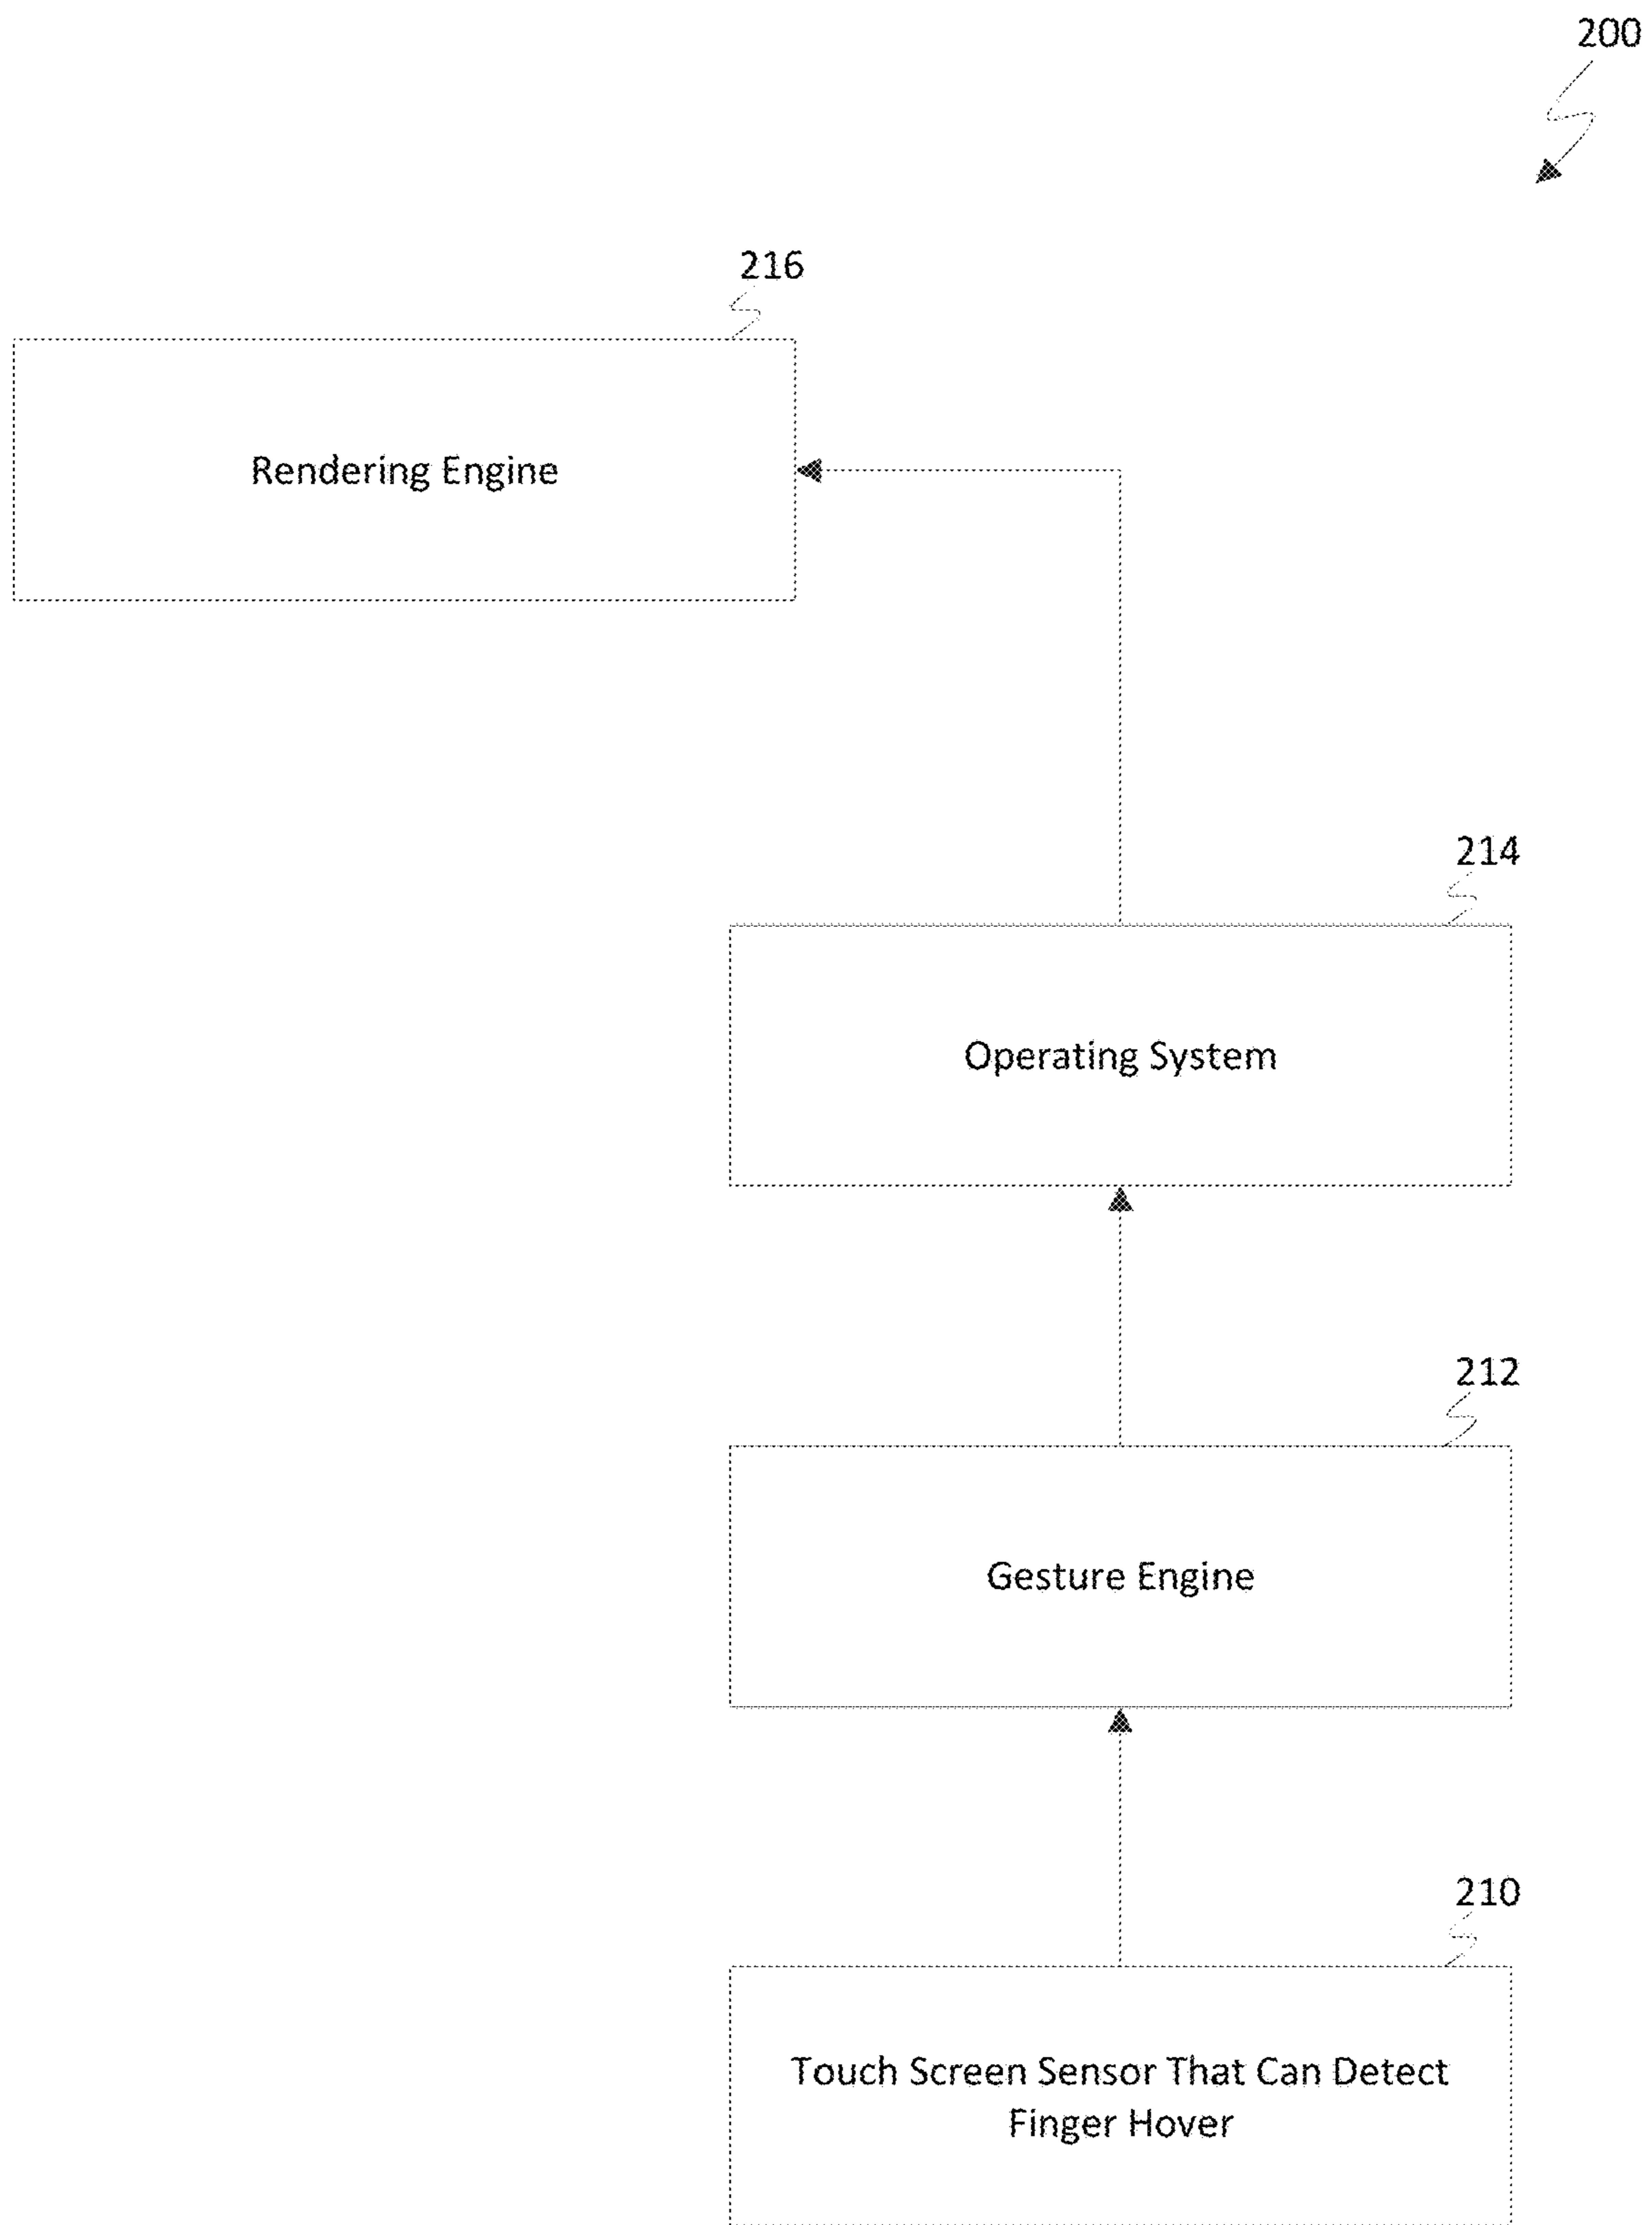 200
216
Rendering Engine
214
Operating System
212
Gesture Engine
210
Touch Screen Sensor That Can Detect
Finger Hover